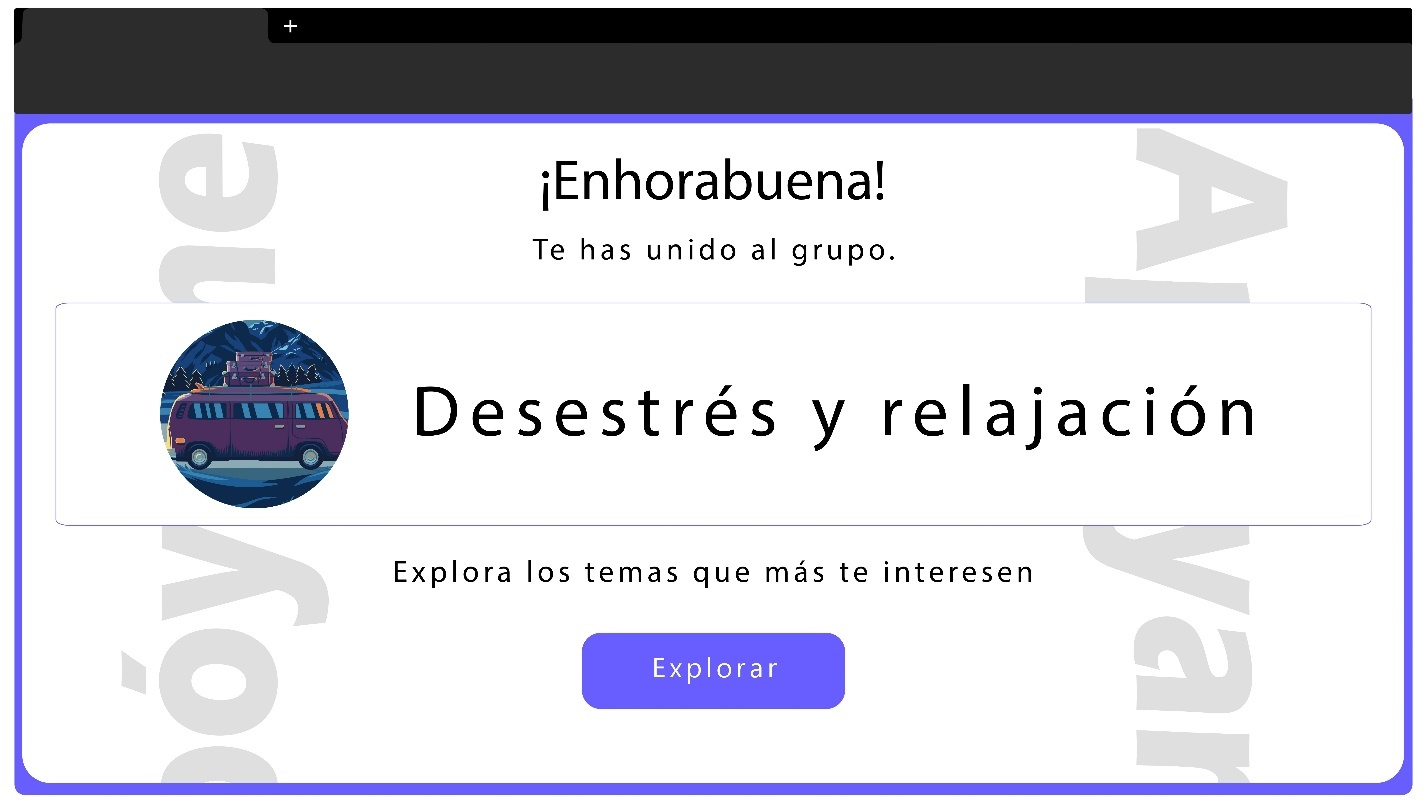 +
¡Enhorabuena!
Te has unido al grupo.
Desestrés y relajación
Explora los temas que más te interesen
Explorar